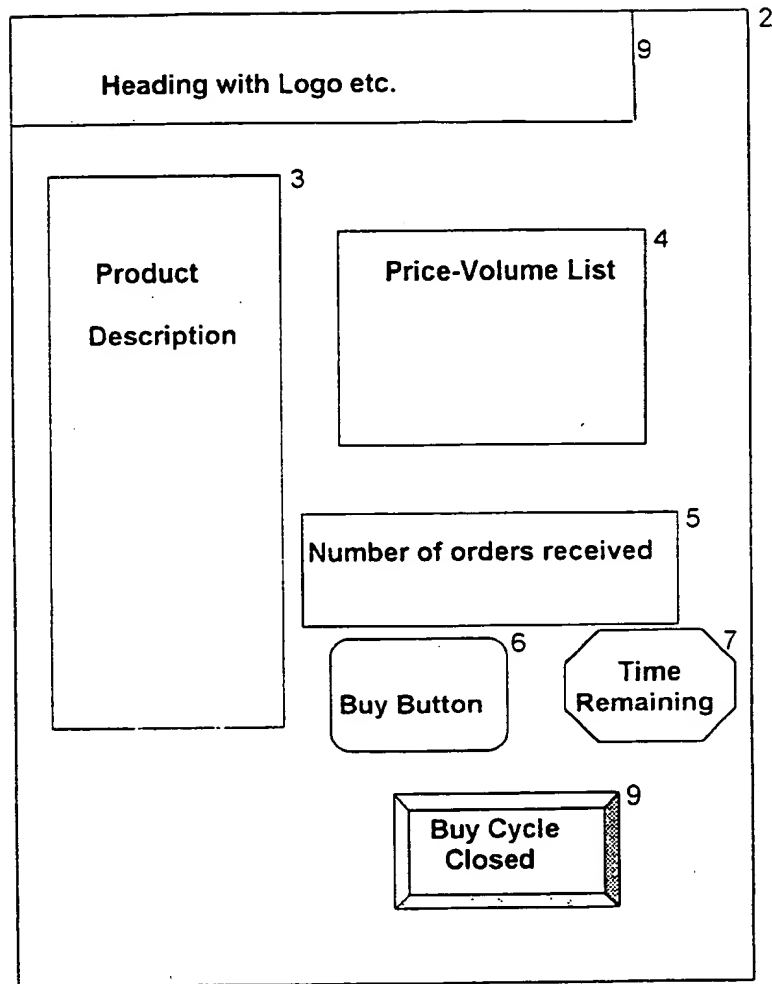 2
9
Heading with Logo etc.
3
4
Product
Description
Price-Volume List
5
Number of orders received
6
7
Buy Button
Time
Remaining
9
Buy Cycle
Closed